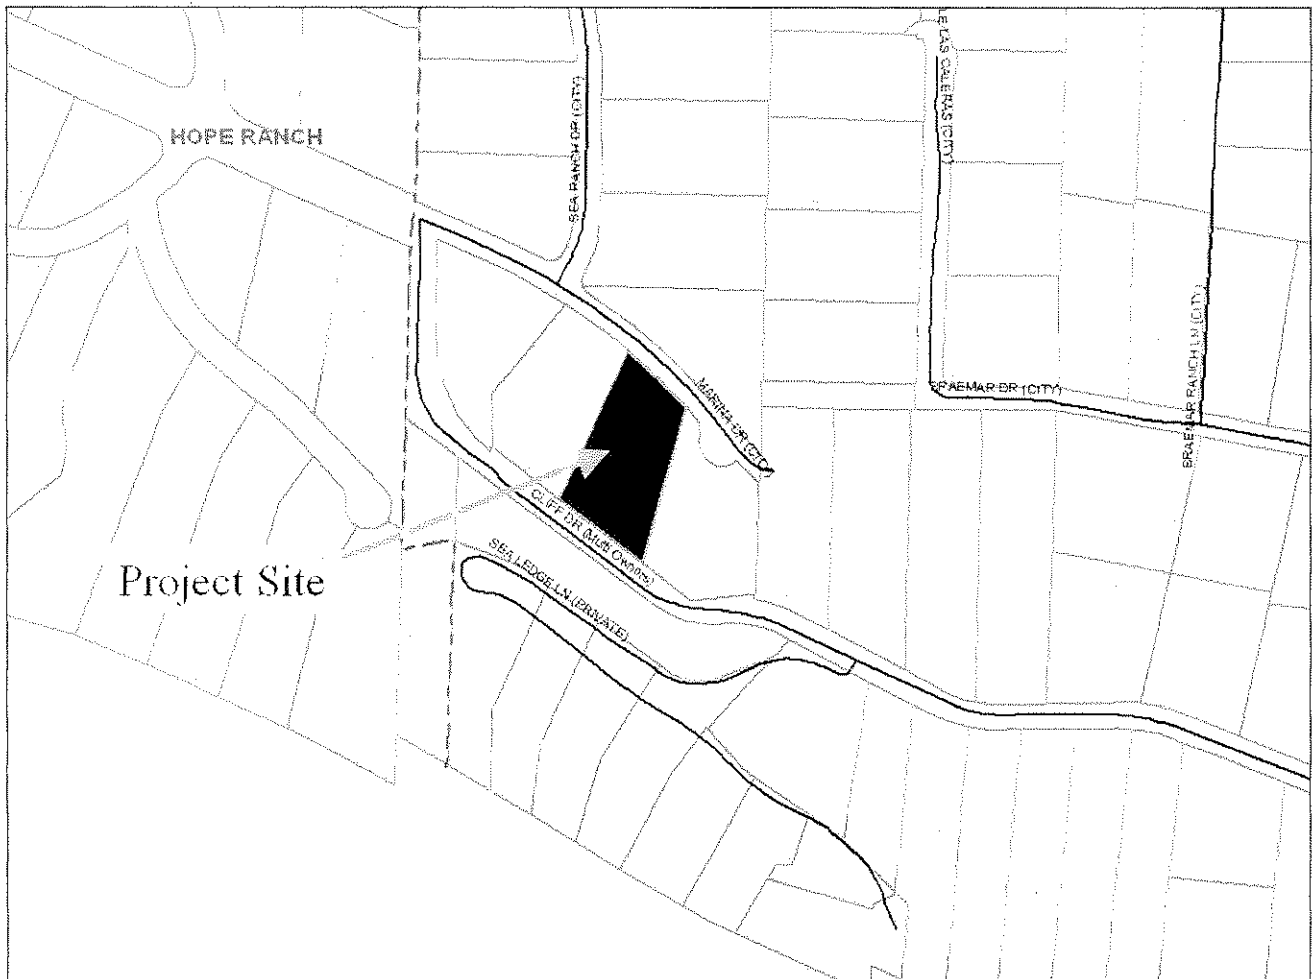 HOPE RANCH
SEA RANCH DR (CITY)
E LAS CALERAS (CITY)
BRAEMAR RANCH LN (CITY)
BRAEMAR DR (CITY)
MARINA DR (CITY)
CLIFF DR (Mult Owners)
SEA LEDGE LN (PRIVATE)
Project Site